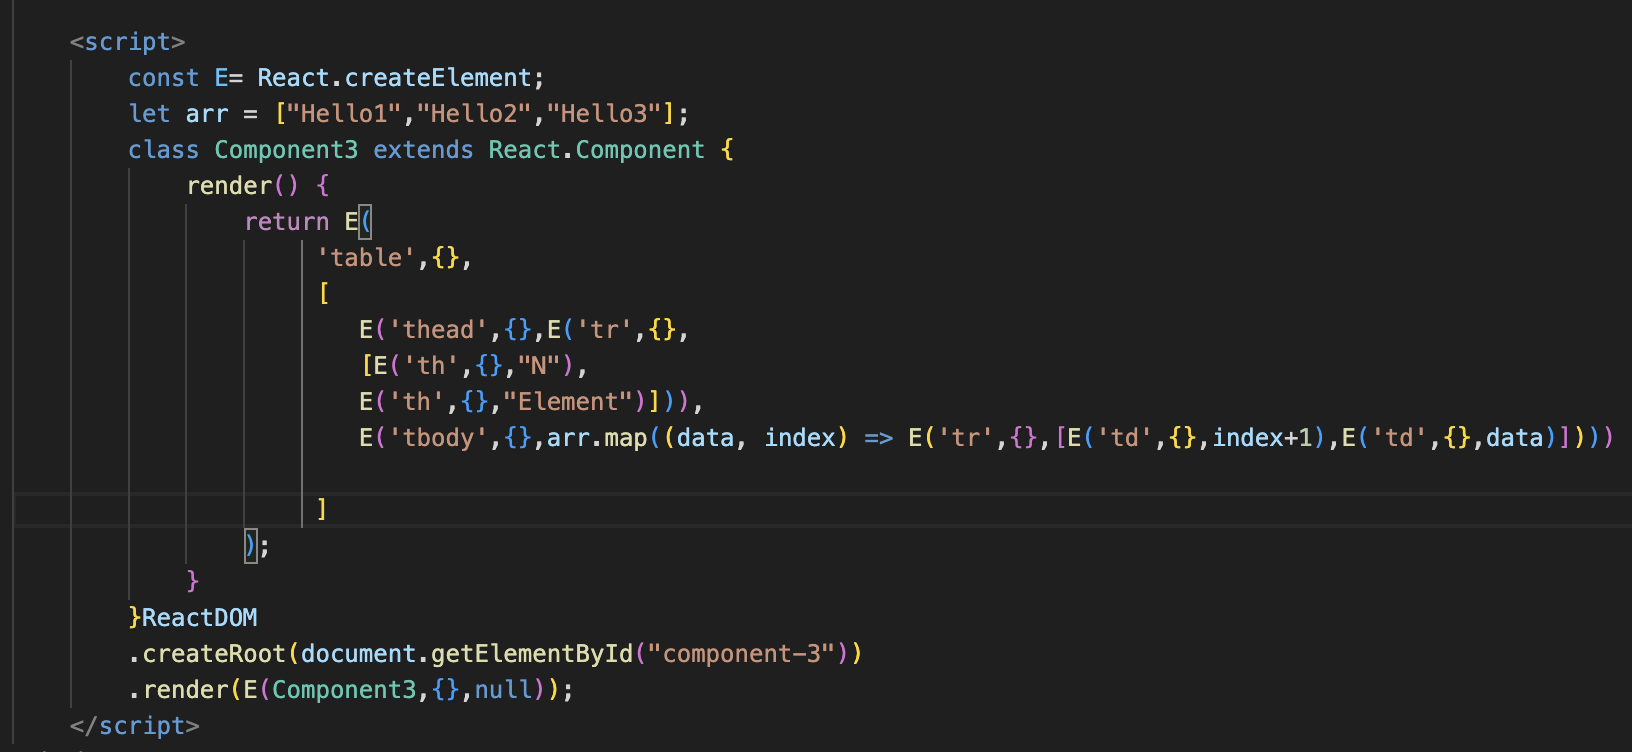 <script>
const E= React.createElement;
let arr = ["Hello1","Hello2","Hello3"];
class Component3 extends React.Component {
render() {
return E(
'table',{},
[
E('thead',{},E('tr',{},
[E('th',{},"N"),
E('th',{},"Element")])),
E('tbody',{},arr.map((data, index) => E('tr',{},[E('td',{},index+1),E('td',{},data)])))
]
);
}
}ReactDOM
.createRoot(document.getElementById("component-3"))
.render(E(Component3,{},null));
</script>